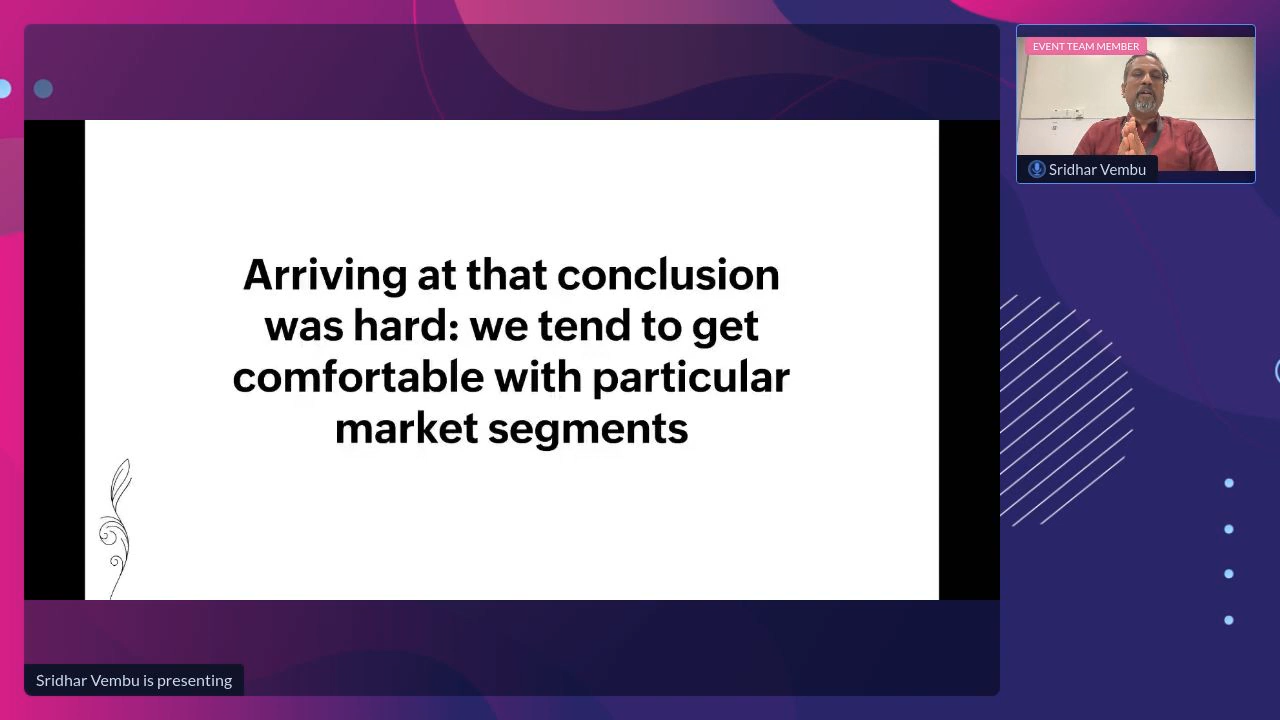 EVENT TEAM MEMBER
Sridhar Vembu
Arriving at that conclusion
was hard: we tend to get
comfortable with particular
market segments
Sridhar Vembu is presenting